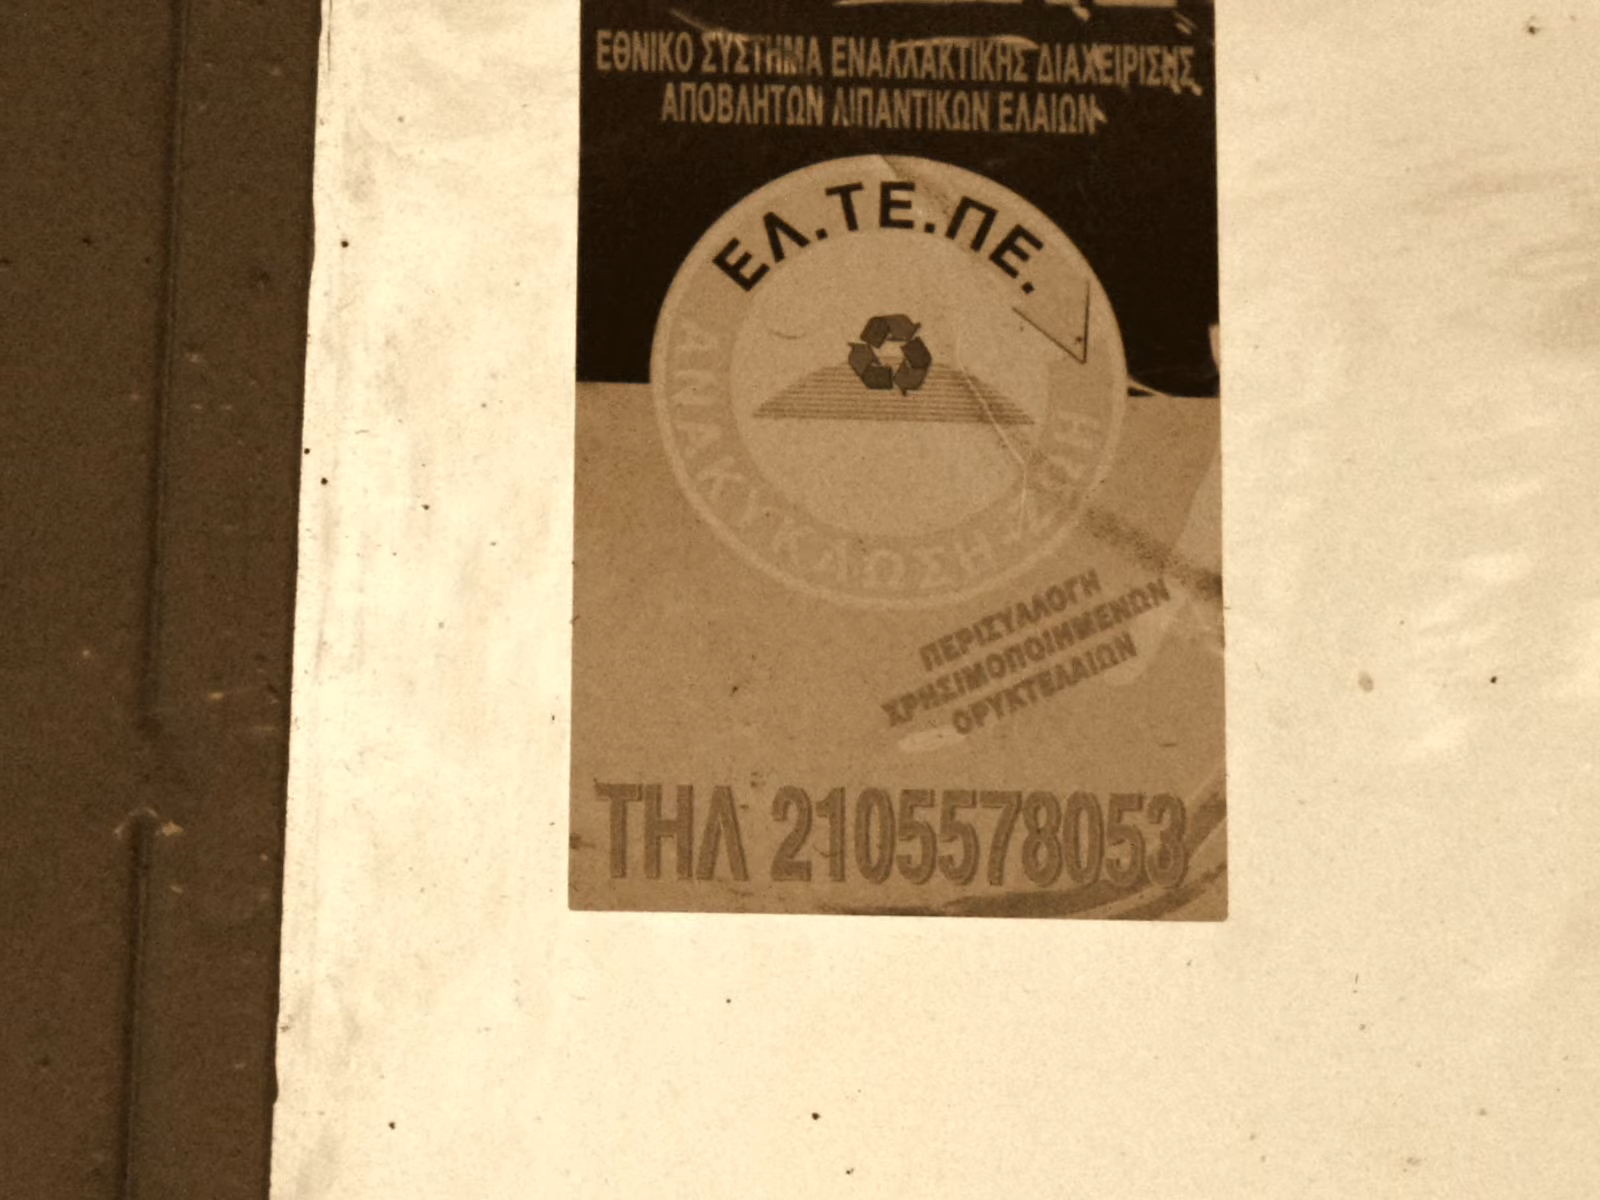 ΕΘΝΙΚΟ ΣΥΣΤΗΜΑ ΕΝΑΛΛΑΚΤΙΚΗΣ ΔΙΑΧΕΙΡΙΣΗΣ
ΑΠΟΒΛΗΤΩΝ ΛΙΠΑΝΤΙΚΩΝ ΕΛΑΙΩΝ
ΕΛ.ΤΕ.ΠΕ.
ΑΝΑΚΥΚΛΩΣΗ
ΠΕΡΙΣΥΛΛΟΓΗ
ΧΡΗΣΙΜΟΠΟΙΗΜΕΝΩΝ
ΟΡΥΚΤΕΛΑΙΩΝ
ΤΗΛ 2105578053